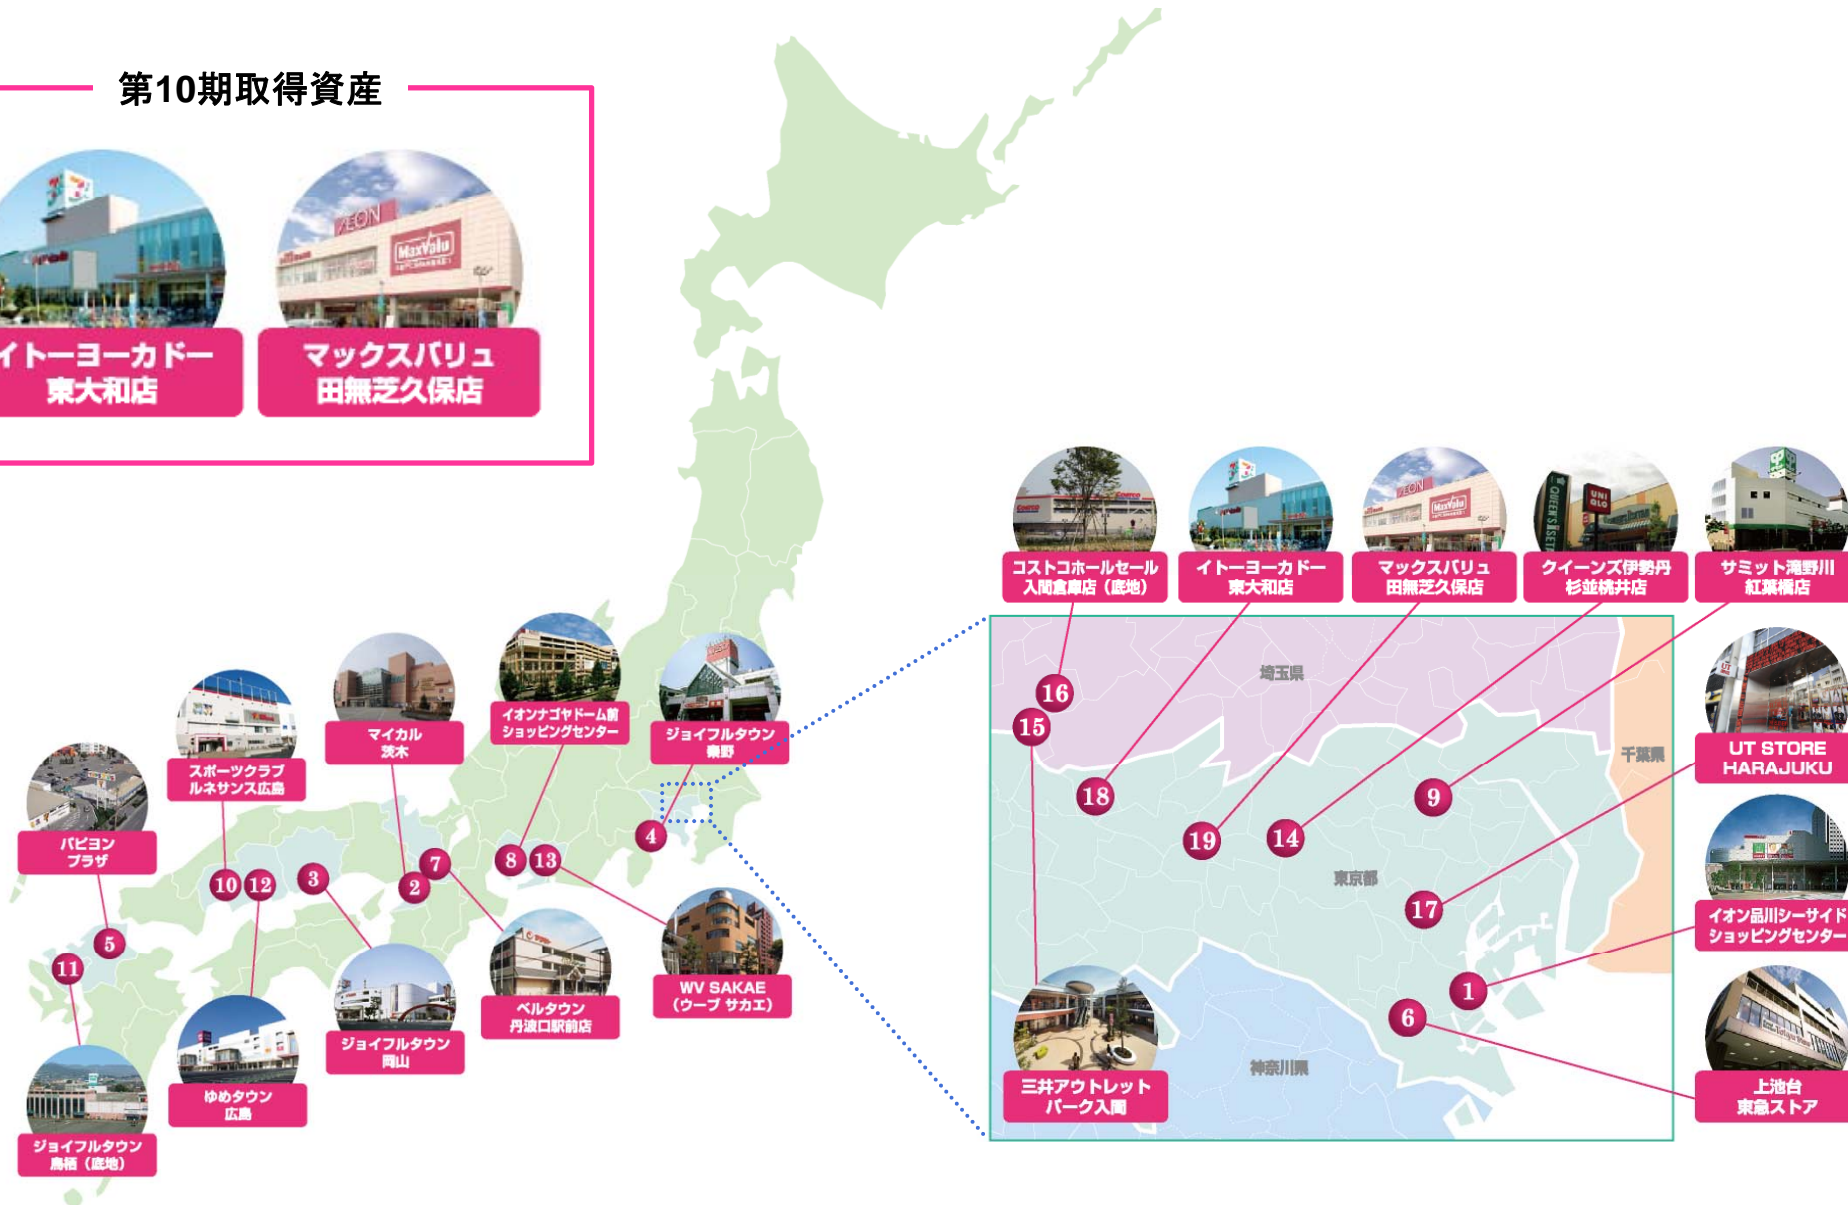 第10期取得資産
イトーヨーカドー
東大和店
マックスバリュ
田無芝久保店
コストコホールセール
入間倉庫店（底地）
イトーヨーカドー
東大和店
マックスバリュ
田無芝久保店
クイーンズ伊勢丹
杉並桃井店
サミット滝野川
紅葉橋店
UT STORE
HARAJUKU
イオン品川シーサイド
ショッピングセンター
上池台
東急ストア
三井アウトレット
パーク入間
埼玉県
千葉県
東京都
神奈川県
16
15
18
19
14
9
17
1
6
イオンナゴヤドーム前
ショッピングセンター
ジョイフルタウン
秦野
マイカル
茨木
スポーツクラブ
ルネサンス広島
パピヨン
プラザ
4
8
13
7
2
3
12
10
5
11
WV SAKAE
（ウーブ サカエ）
ベルタウン
丹波口駅前店
ジョイフルタウン
岡山
ゆめタウン
広島
ジョイフルタウン
鳥栖（底地）
AEON
MaxValu
AEON
MaxValu
UNI
QLO